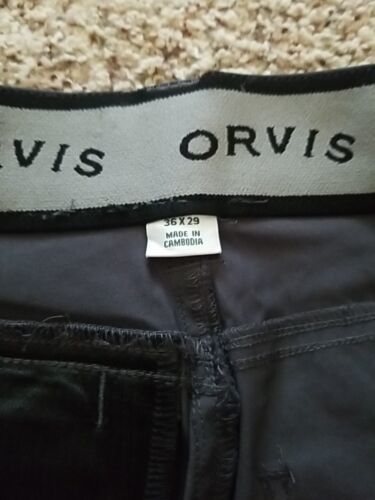 RVIS ORVIS
36 X 29
MADE IN
CAMBODIA